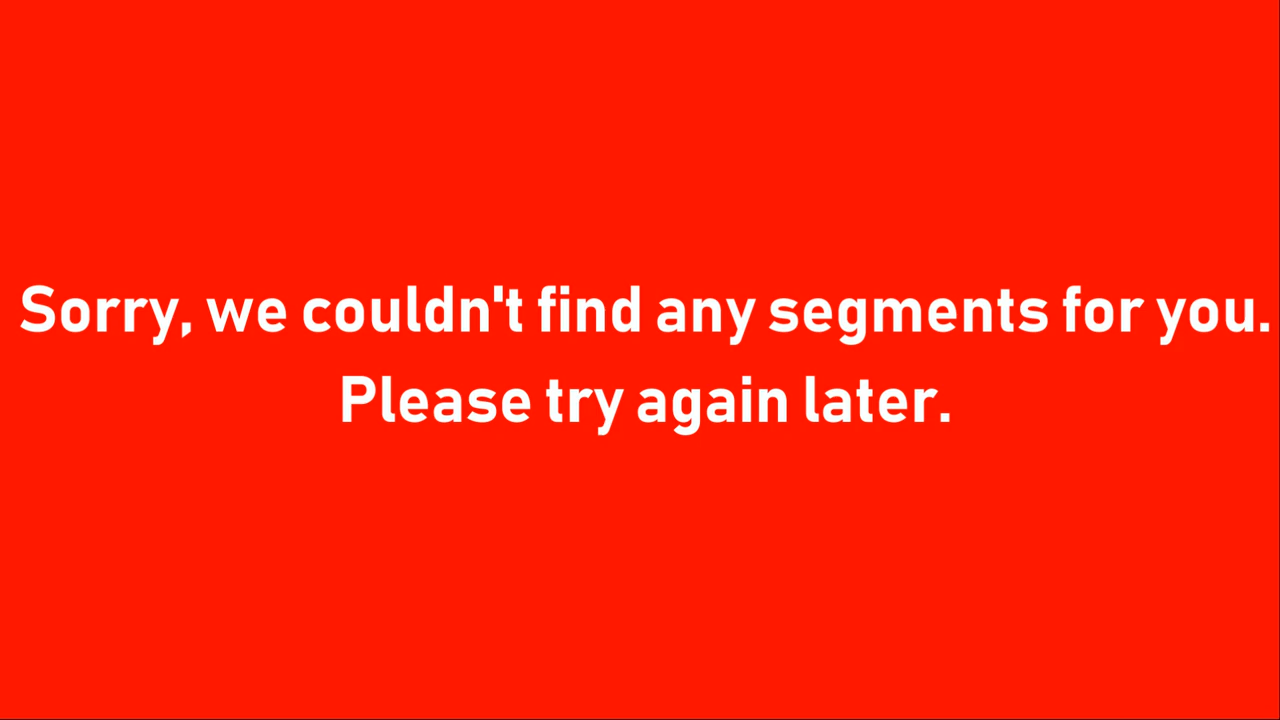 Sorry, we couldn't find any segments for you.
Please try again later.